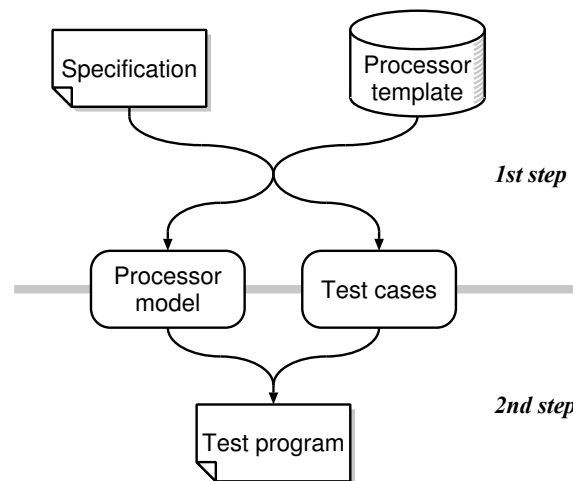 Specification
Processor
template
1st step
Processor
model
Test cases
2nd step
Test program